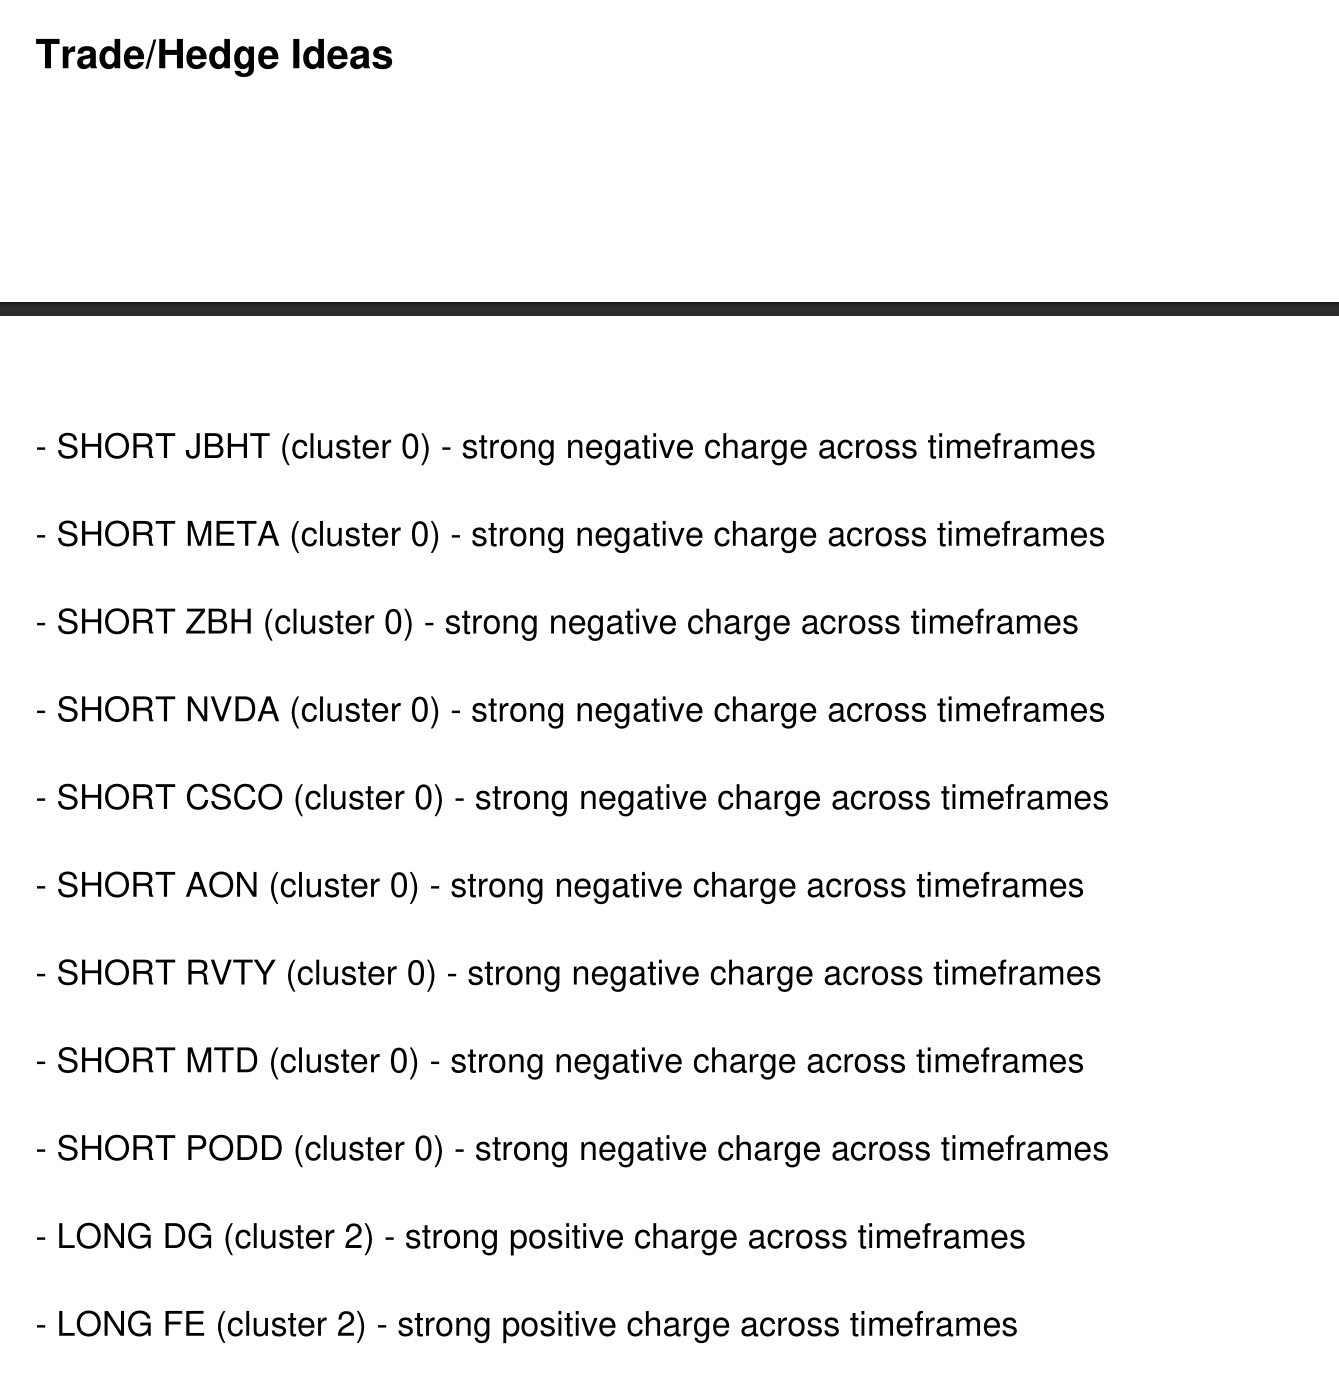 Trade/Hedge Ideas
- SHORT JBHT (cluster 0) - strong negative charge across timeframes
- SHORT META (cluster 0) - strong negative charge across timeframes
- SHORT ZBH (cluster 0) - strong negative charge across timeframes
- SHORT NVDA (cluster 0) - strong negative charge across timeframes
- SHORT CSCO (cluster 0) - strong negative charge across timeframes
- SHORT AON (cluster 0) - strong negative charge across timeframes
- SHORT RVTY (cluster 0) - strong negative charge across timeframes
- SHORT MTD (cluster 0) - strong negative charge across timeframes
- SHORT PODD (cluster 0) - strong negative charge across timeframes
- LONG DG (cluster 2) - strong positive charge across timeframes
- LONG FE (cluster 2) - strong positive charge across timeframes